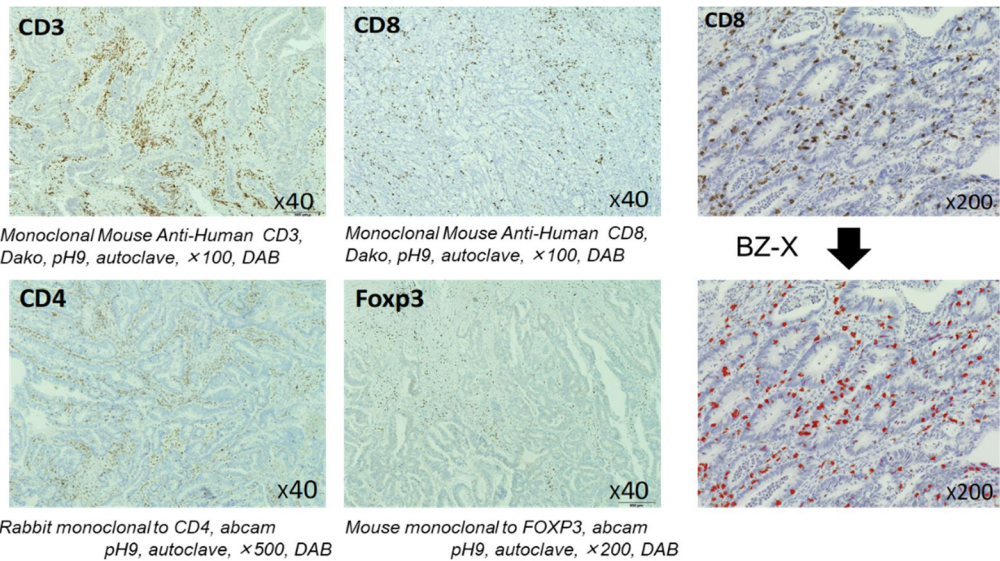 CD3
x40
Monoclonal Mouse Anti-Human CD3,
Dako, pH9, autoclave, ×100, DAB
CD8
x40
Monoclonal Mouse Anti-Human CD8,
Dako, pH9, autoclave, ×100, DAB
CD8
x200
BZ-X
CD4
x40
Rabbit monoclonal to CD4, abcam
pH9, autoclave, ×500, DAB
Foxp3
x40
Mouse monoclonal to FOXP3, abcam
pH9, autoclave, ×200, DAB
x200